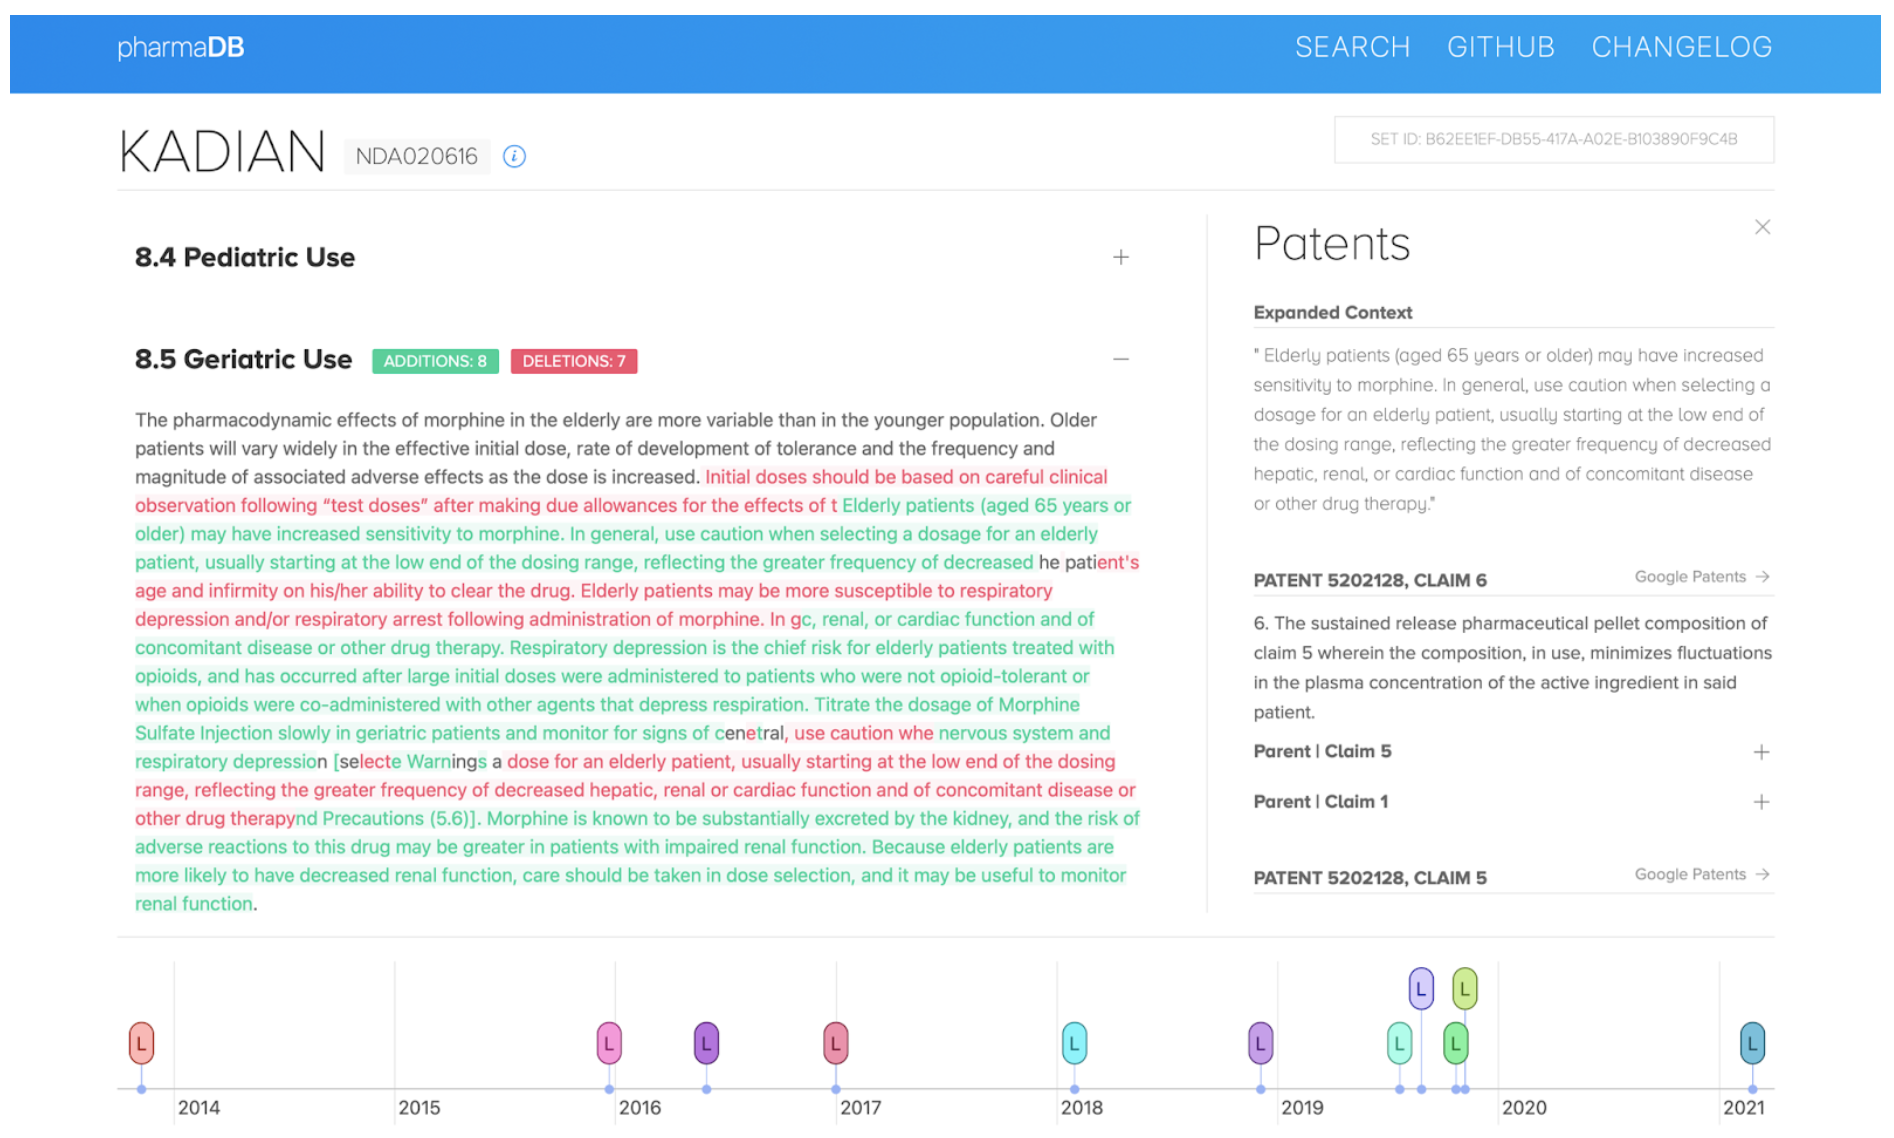 pharmaDB
SEARCH GITHUB CHANGELOG
KADIAN NDA020616 i
SET ID: B62EE1EF-DB55-417A-A02E-B103890F9C4B
8.4 Pediatric Use +
8.5 Geriatric Use ADDITIONS: 8 DELETIONS: 7 –
The pharmacodynamic effects of morphine in the elderly are more variable than in the younger population. Older
patients will vary widely in the effective initial dose, rate of development of tolerance and the frequency and
magnitude of associated adverse effects as the dose is increased. Initial doses should be based on careful clinical
observation following “test doses” after making due allowances for the effects of t Elderly patients (aged 65 years or
older) may have increased sensitivity to morphine. In general, use caution when selecting a dosage for an elderly
patient, usually starting at the low end of the dosing range, reflecting the greater frequency of decreased he patient's
age and infirmity on his/her ability to clear the drug. Elderly patients may be more susceptible to respiratory
depression and/or respiratory arrest following administration of morphine. In gc, renal, or cardiac function and of
concomitant disease or other drug therapy. Respiratory depression is the chief risk for elderly patients treated with
opioids, and has occurred after large initial doses were administered to patients who were not opioid-tolerant or
when opioids were co-administered with other agents that depress respiration. Titrate the dosage of Morphine
Sulfate Injection slowly in geriatric patients and monitor for signs of cenetral, use caution whe nervous system and
respiratory depression [selecte Warnings a dose for an elderly patient, usually starting at the low end of the dosing
range, reflecting the greater frequency of decreased hepatic, renal or cardiac function and of concomitant disease or
other drug therapynd Precautions (5.6)]. Morphine is known to be substantially excreted by the kidney, and the risk of
adverse reactions to this drug may be greater in patients with impaired renal function. Because elderly patients are
more likely to have decreased renal function, care should be taken in dose selection, and it may be useful to monitor
renal function.
Patents
Expanded Context
" Elderly patients (aged 65 years or older) may have increased
sensitivity to morphine. In general, use caution when selecting a
dosage for an elderly patient, usually starting at the low end of
the dosing range, reflecting the greater frequency of decreased
hepatic, renal, or cardiac function and of concomitant disease
or other drug therapy."
PATENT 5202128, CLAIM 6 Google Patents →
6. The sustained release pharmaceutical pellet composition of
claim 5 wherein the composition, in use, minimizes fluctuations
in the plasma concentration of the active ingredient in said
patient.
Parent | Claim 5 +
Parent | Claim 1 +
PATENT 5202128, CLAIM 5 Google Patents →
L L
L L L L L L L L L
2014 2015 2016 2017 2018 2019 2020 2021